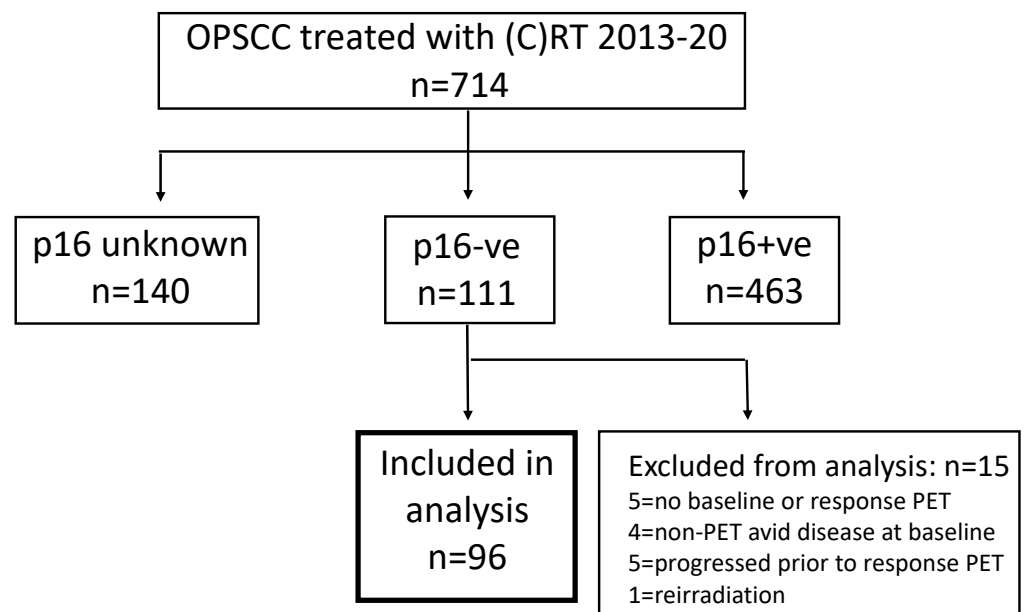 OPSCC treated with (C)RT 2013-20
n=714
p16 unknown
n=140
p16-ve
n=111
p16+ve
n=463
Included in
analysis
n=96
Excluded from analysis: n=15
5=no baseline or response PET
4=non-PET avid disease at baseline
5=progressed prior to response PET
1=reirradiation